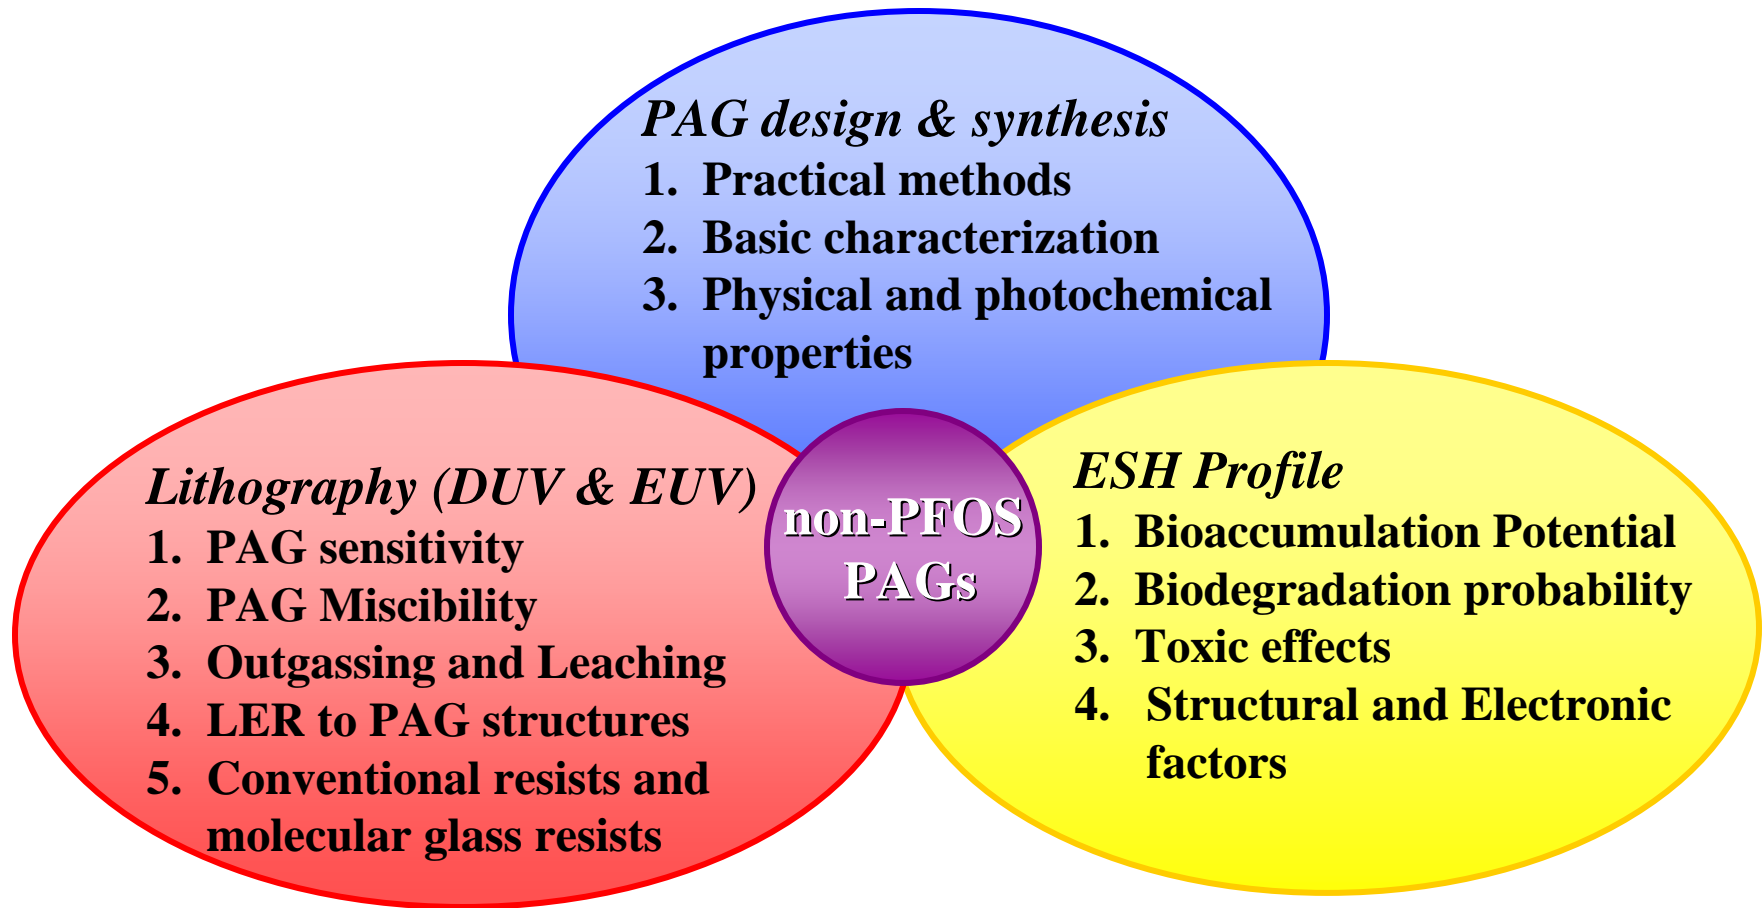 PAG design & synthesis
1. Practical methods
2. Basic characterization
3. Physical and photochemical
properties
Lithography (DUV & EUV)
1. PAG sensitivity
2. PAG Miscibility
3. Outgassing and Leaching
4. LER to PAG structures
5. Conventional resists and
molecular glass resists
non-PFOS
PAGs
ESH Profile
1. Bioaccumulation Potential
2. Biodegradation probability
3. Toxic effects
4. Structural and Electronic
factors